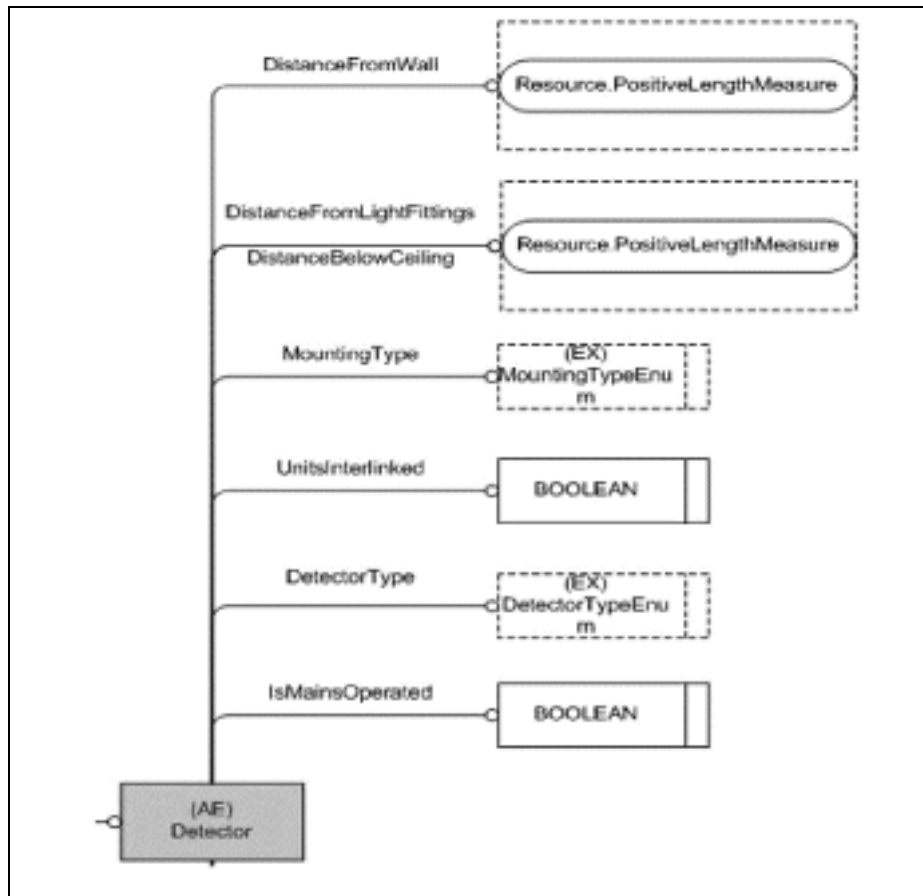 DistanceFromWall
Resource.PositiveLengthMeasure
DistanceFromLightFittings
Resource.PositiveLengthMeasure
DistanceBelowCeiling
MountingType
(EX)
MountingTypeEnu
m
UnitsInterlinked
BOOLEAN
DetectorType
(EX)
DetectorTypeEnu
m
IsMainsOperated
BOOLEAN
(AE)
Detector